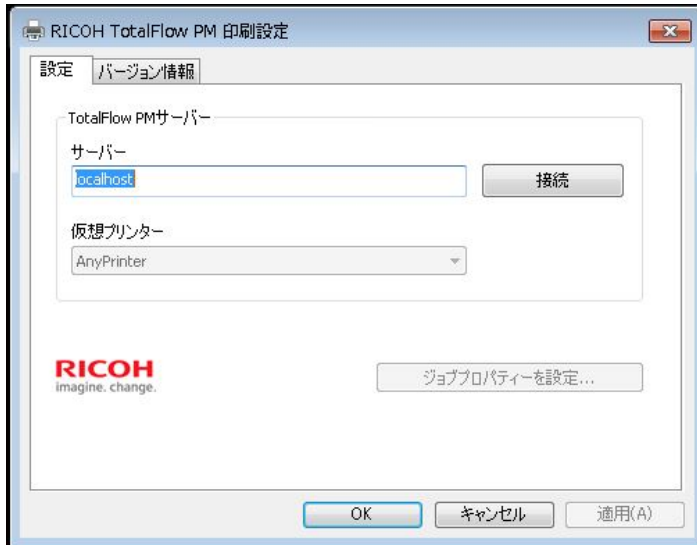 RICOH TotalFlow PM 印刷設定
設定 バージョン情報
TotalFlow PMサーバー
サーバー
localhost 接続
仮想プリンター
AnyPrinter
RICOH
imagine. change.
ジョブプロパティーを設定...
OK キャンセル 適用(A)